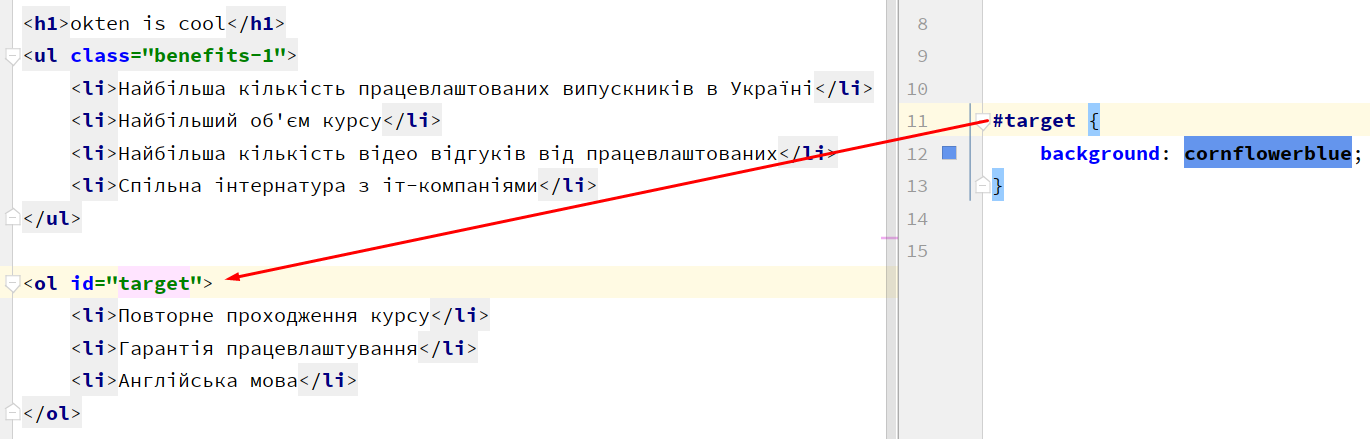 <h1>okten is cool</h1>
<ul class="benefits-1">
<li>Найбільша кількість працевлаштованих випускників в Україні</li>
<li>Найбільший об'єм курсу</li>
<li>Найбільша кількість відео відгуків від працевлаштованих</li>
<li>Спільна інтернатура з іт-компаніями</li>
</ul>
<ol id="target">
<li>Повторне проходження курсу</li>
<li>Гарантія працевлаштування</li>
<li>Англійська мова</li>
</ol>
8
9
10
11 #target {
12 background: cornflowerblue;
13 }
14
15